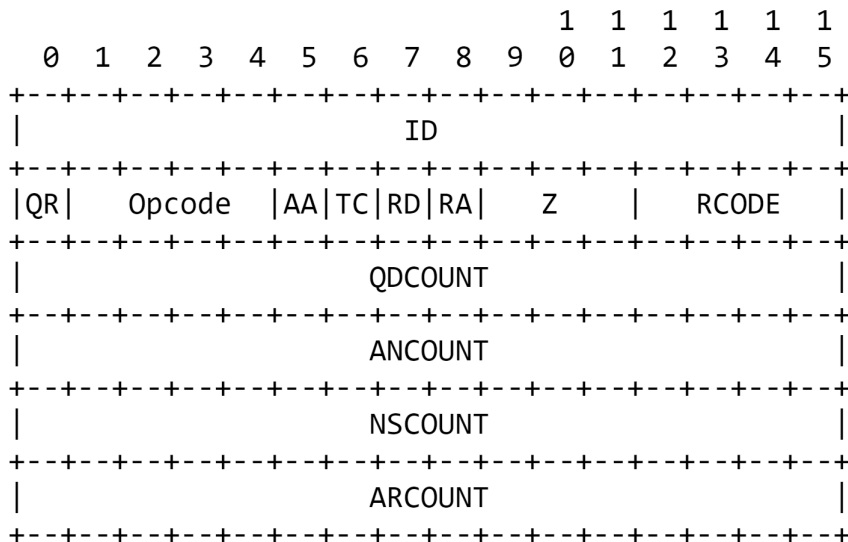 1  1  1  1  1  1
  0  1  2  3  4  5  6  7  8  9  0  1  2  3  4  5
+--+--+--+--+--+--+--+--+--+--+--+--+--+--+--+--+
|                      ID                       |
+--+--+--+--+--+--+--+--+--+--+--+--+--+--+--+--+
|QR|   Opcode  |AA|TC|RD|RA|   Z    |   RCODE   |
+--+--+--+--+--+--+--+--+--+--+--+--+--+--+--+--+
|                    QDCOUNT                    |
+--+--+--+--+--+--+--+--+--+--+--+--+--+--+--+--+
|                    ANCOUNT                    |
+--+--+--+--+--+--+--+--+--+--+--+--+--+--+--+--+
|                    NSCOUNT                    |
+--+--+--+--+--+--+--+--+--+--+--+--+--+--+--+--+
|                    ARCOUNT                    |
+--+--+--+--+--+--+--+--+--+--+--+--+--+--+--+--+